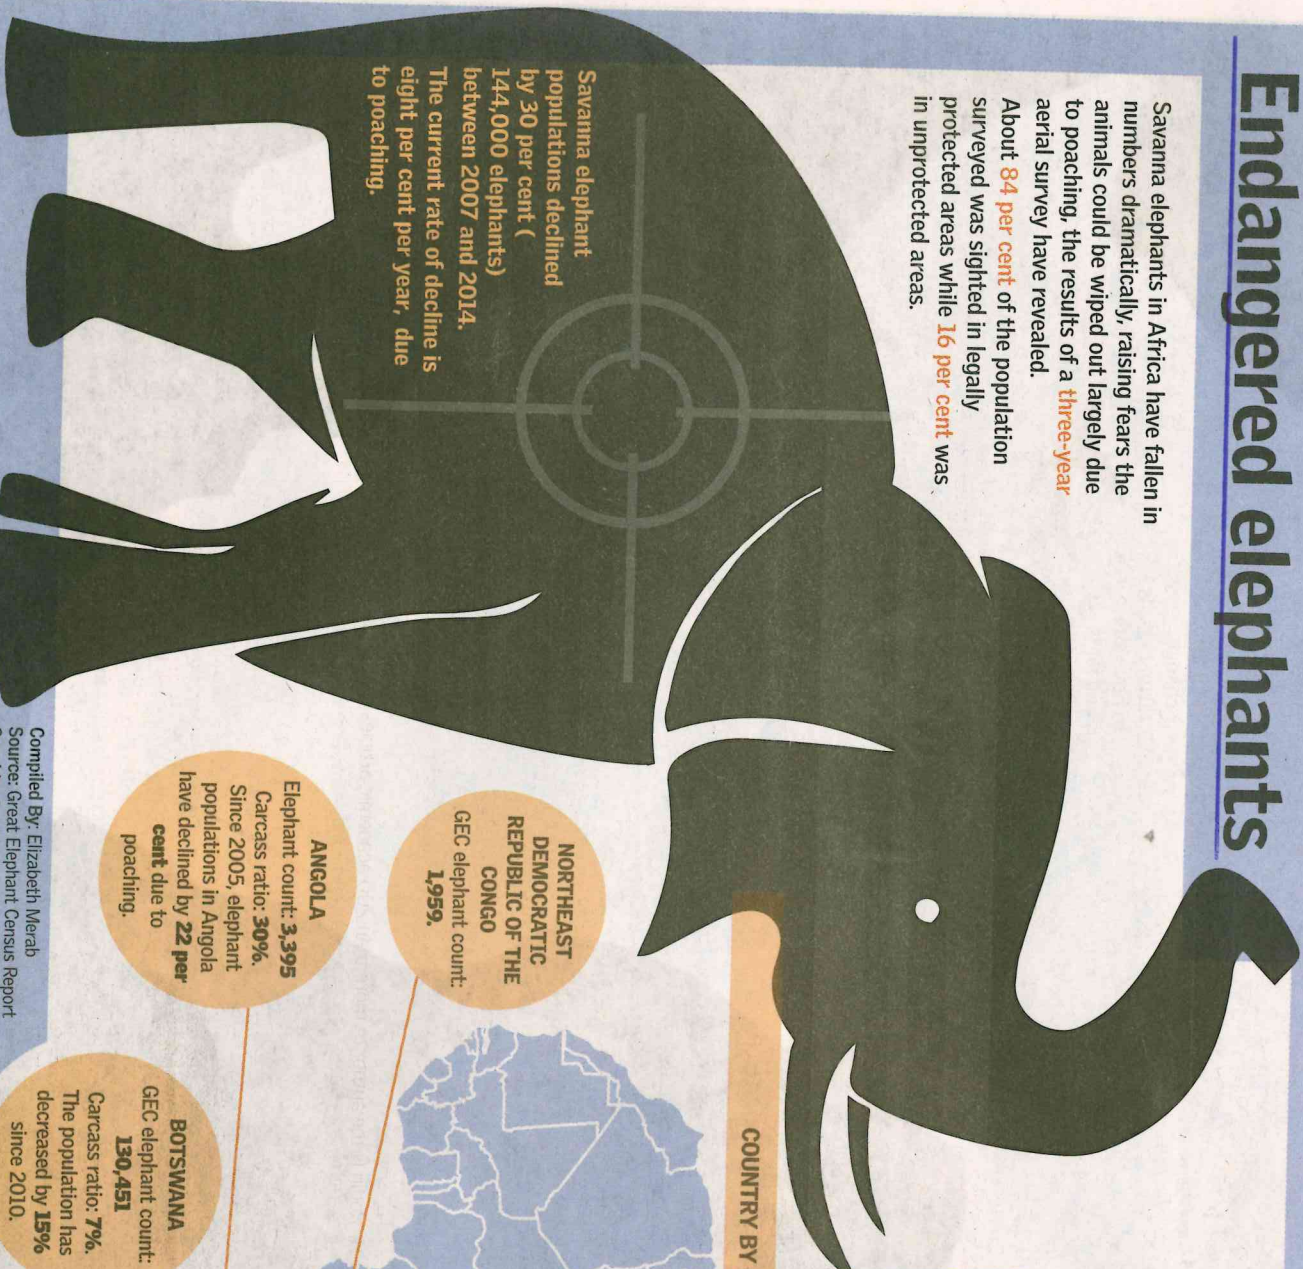 Endangered elephants
Savanna elephants in Africa have fallen in
numbers dramatically, raising fears the
animals could be wiped out largely due
to poaching, the results of a three-year
aerial survey have revealed.
About 84 per cent of the population
surveyed was sighted in legally
protected areas while 16 per cent was
in unprotected areas.
Savanna elephant
populations declined
by 30 per cent (
144,000 elephants)
between 2007 and 2014.
The current rate of decline is
eight per cent per year, due
to poaching.
COUNTRY BY
NORTHEAST
DEMOCRATIC
REPUBLIC OF THE
CONGO
GEC elephant count:
1,959.
ANGOLA
Elephant count: 3,395
Carcass ratio: 30%.
Since 2005, elephant
populations in Angola
have declined by 22 per
cent due to
poaching.
BOTSWANA
GEC elephant count:
130,451
Carcass ratio: 7%.
The population has
decreased by 15%
since 2010.
Compiled By: Elizabeth Merab
Source: Great Elephant Census Report